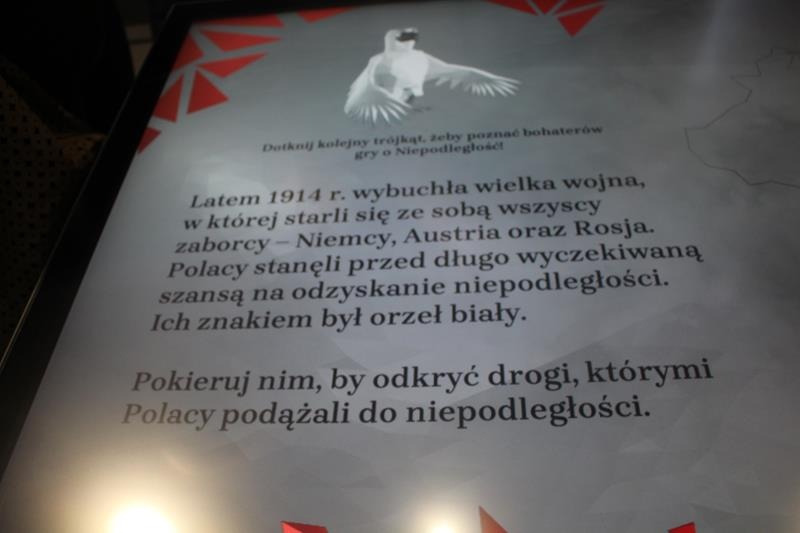 Dotknij kolejny trójkąt, żeby poznać bohaterów
gry o Niepodległość!
Latem 1914 r. wybuchła wielka wojna,
w której starli się ze sobą wszyscy
zaborcy – Niemcy, Austria oraz Rosja.
Polacy stanęli przed długo wyczekiwaną
szansą na odzyskanie niepodległości.
Ich znakiem był orzeł biały.
Pokieruj nim, by odkryć drogi, którymi
Polacy podążali do niepodległości.